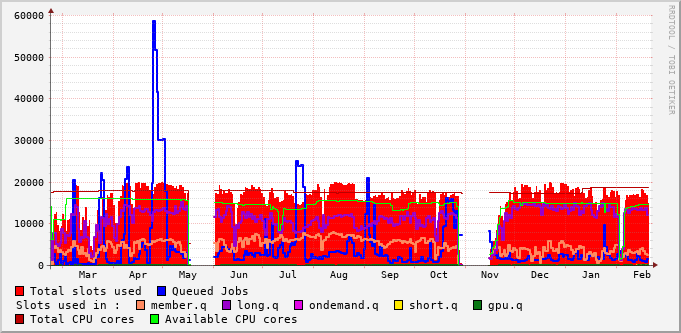 60000
50000
40000
30000
20000
10000
0
Mar Apr May Jun Jul Aug Sep Oct Nov Dec Jan Feb
Total slots used Queued Jobs
Slots used in : member.q long.q ondemand.q short.q gpu.q
Total CPU cores Available CPU cores
RRDTOOL / TOBI OETIKER